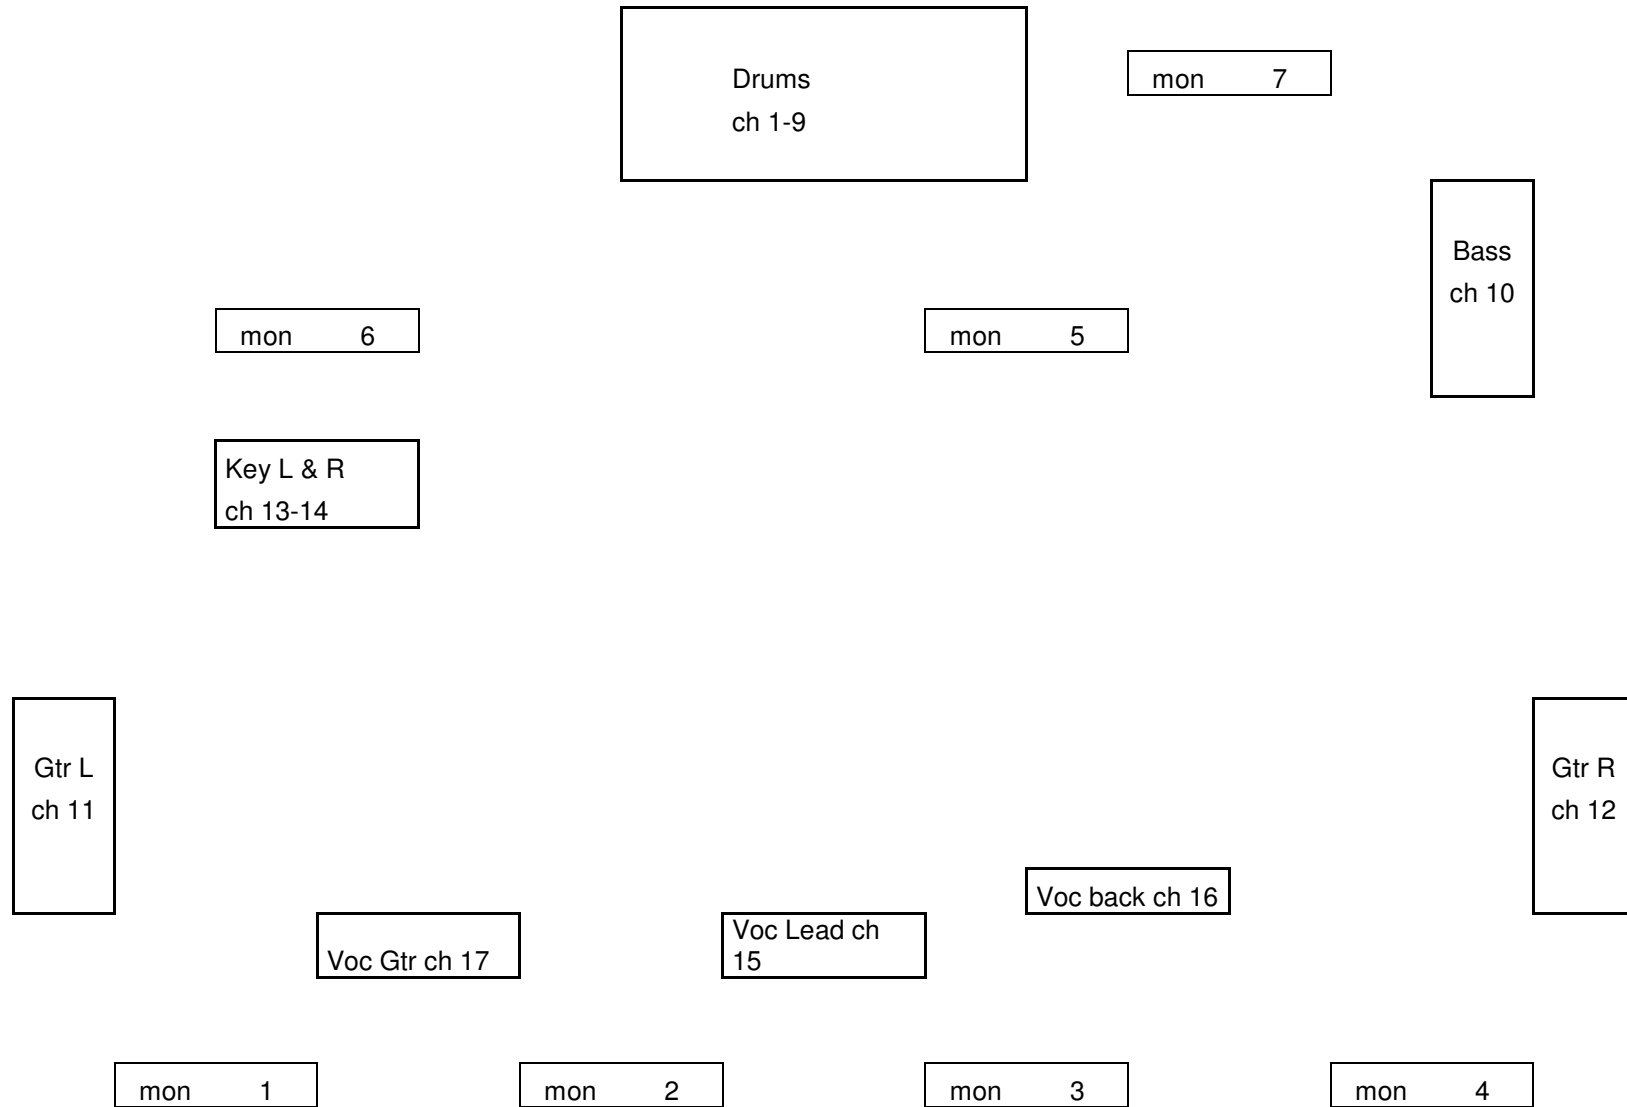 Drums
ch 1-9
mon 7
Bass
ch 10
mon 6
mon 5
Key L & R
ch 13-14
Gtr L
ch 11
Gtr R
ch 12
Voc back ch 16
Voc Gtr ch 17
Voc Lead ch
15
mon 1
mon 2
mon 3
mon 4